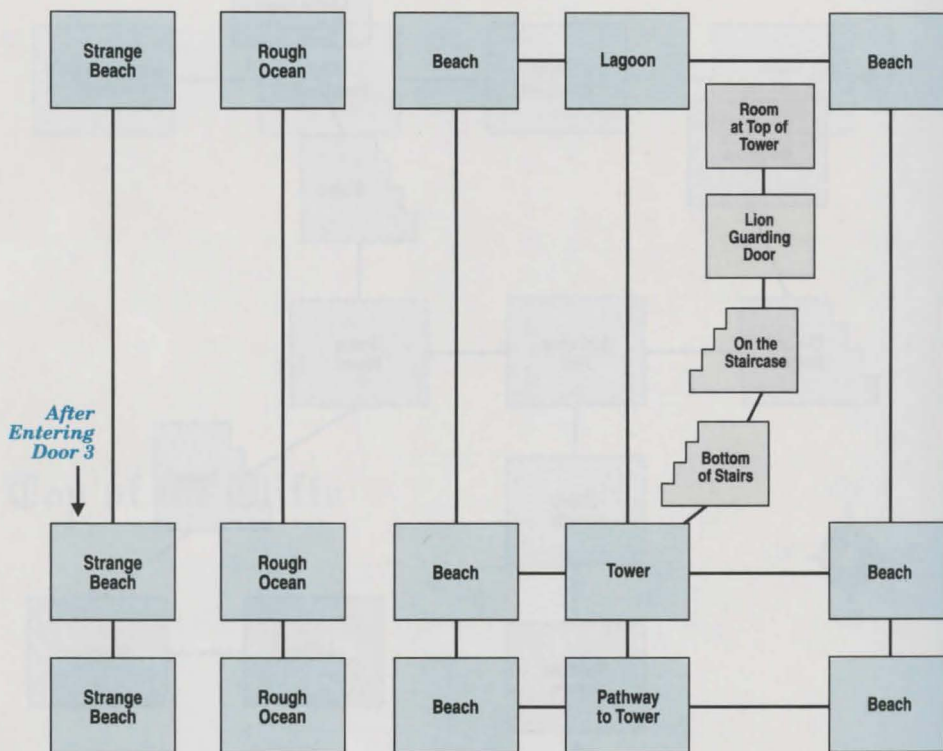 Strange
Beach
Rough
Ocean
Beach
Lagoon
Beach
Room
at Top of
Tower
Lion
Guarding
Door
On the
Staircase
After
Entering
Door 3
Bottom
of Stairs
Strange
Beach
Rough
Ocean
Beach
Tower
Beach
Strange
Beach
Rough
Ocean
Beach
Pathway
to Tower
Beach